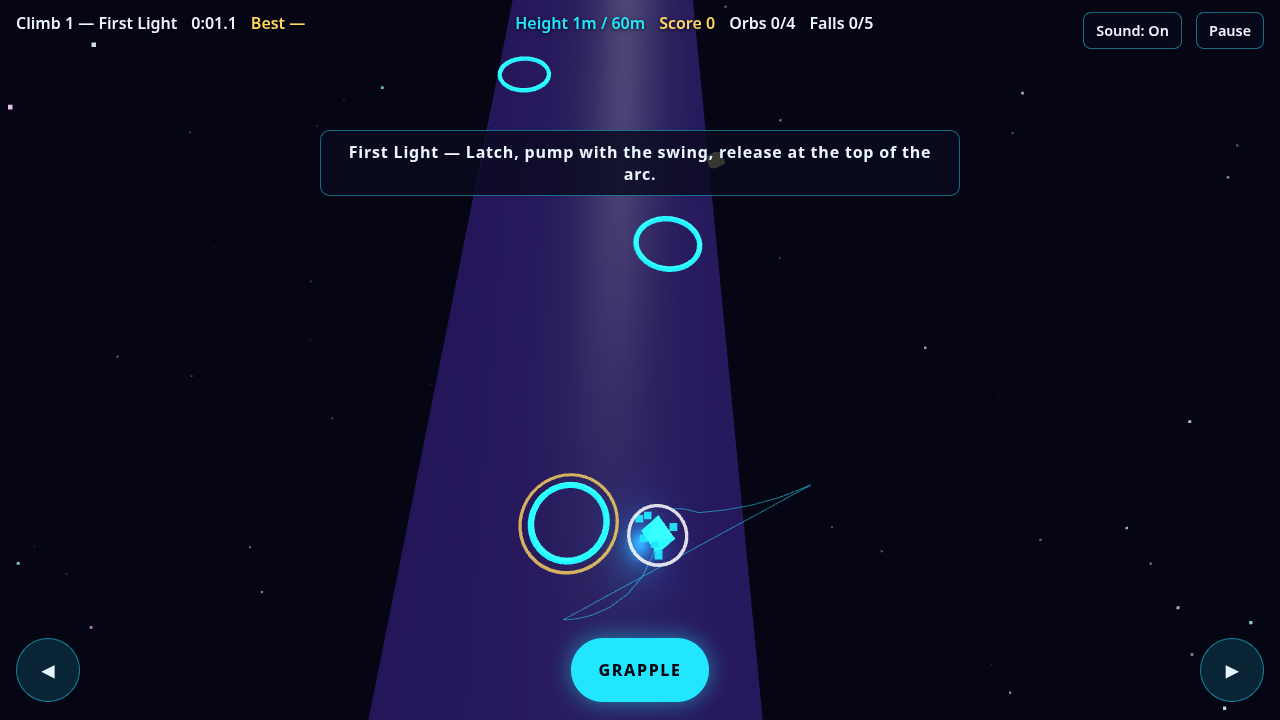 Climb 1 — First Light 0:01.1 Best —
Height 1m / 60m Score 0 Orbs 0/4 Falls 0/5
Sound: On
Pause
First Light — Latch, pump with the swing, release at the top of the
arc.
◀
GRAPPLE
▶